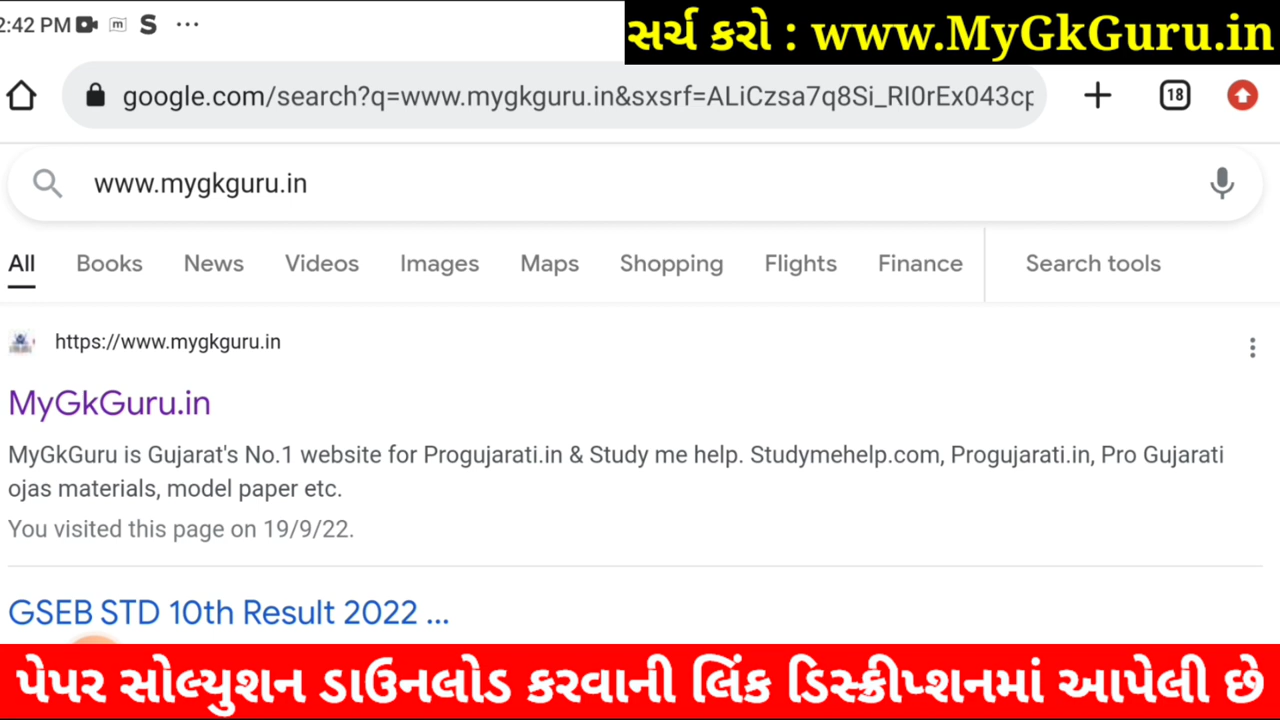 2:42 PM m S ...
સર્ચ કરો : www.MyGkGuru.in
google.com/search?q=www.mygkguru.in&sxsrf=ALiCzsa7q8Si_RI0rEx043cp
18
www.mygkguru.in
All Books News Videos Images Maps Shopping Flights Finance Search tools
https://www.mygkguru.in
MyGkGuru.in
MyGkGuru is Gujarat's No.1 website for Progujarati.in & Study me help. Studymehelp.com, Progujarati.in, Pro Gujarati
ojas materials, model paper etc.
You visited this page on 19/9/22.
GSEB STD 10th Result 2022 ...
પેપર સોલ્યુશન ડાઉનલોડ કરવાની લિંક ડિસ્ક્રીપ્શનમાં આપેલી છે